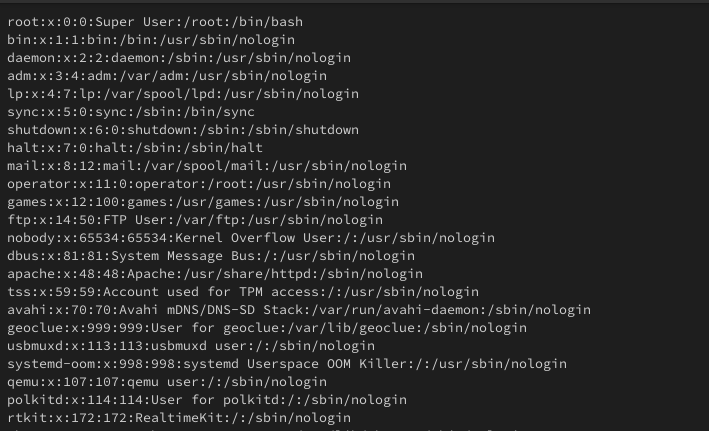 root:x:0:0:Super User:/root:/bin/bash
bin:x:1:1:bin:/bin:/usr/sbin/nologin
daemon:x:2:2:daemon:/sbin:/usr/sbin/nologin
adm:x:3:4:adm:/var/adm:/usr/sbin/nologin
lp:x:4:7:lp:/var/spool/lpd:/usr/sbin/nologin
sync:x:5:0:sync:/sbin:/bin/sync
shutdown:x:6:0:shutdown:/sbin:/sbin/shutdown
halt:x:7:0:halt:/sbin:/sbin/halt
mail:x:8:12:mail:/var/spool/mail:/usr/sbin/nologin
operator:x:11:0:operator:/root:/usr/sbin/nologin
games:x:12:100:games:/usr/games:/usr/sbin/nologin
ftp:x:14:50:FTP User:/var/ftp:/usr/sbin/nologin
nobody:x:65534:65534:Kernel Overflow User:/:/usr/sbin/nologin
dbus:x:81:81:System Message Bus:/:/usr/sbin/nologin
apache:x:48:48:Apache:/usr/share/httpd:/sbin/nologin
tss:x:59:59:Account used for TPM access:/:/usr/sbin/nologin
avahi:x:70:70:Avahi mDNS/DNS-SD Stack:/var/run/avahi-daemon:/sbin/nologin
geoclue:x:999:999:User for geoclue:/var/lib/geoclue:/sbin/nologin
usbmuxd:x:113:113:usbmuxd user:/:/sbin/nologin
systemd-oom:x:998:998:systemd Userspace OOM Killer:/:/usr/sbin/nologin
qemu:x:107:107:qemu user:/:/sbin/nologin
polkitd:x:114:114:User for polkitd:/:/sbin/nologin
rtkit:x:172:172:RealtimeKit:/:/sbin/nologin